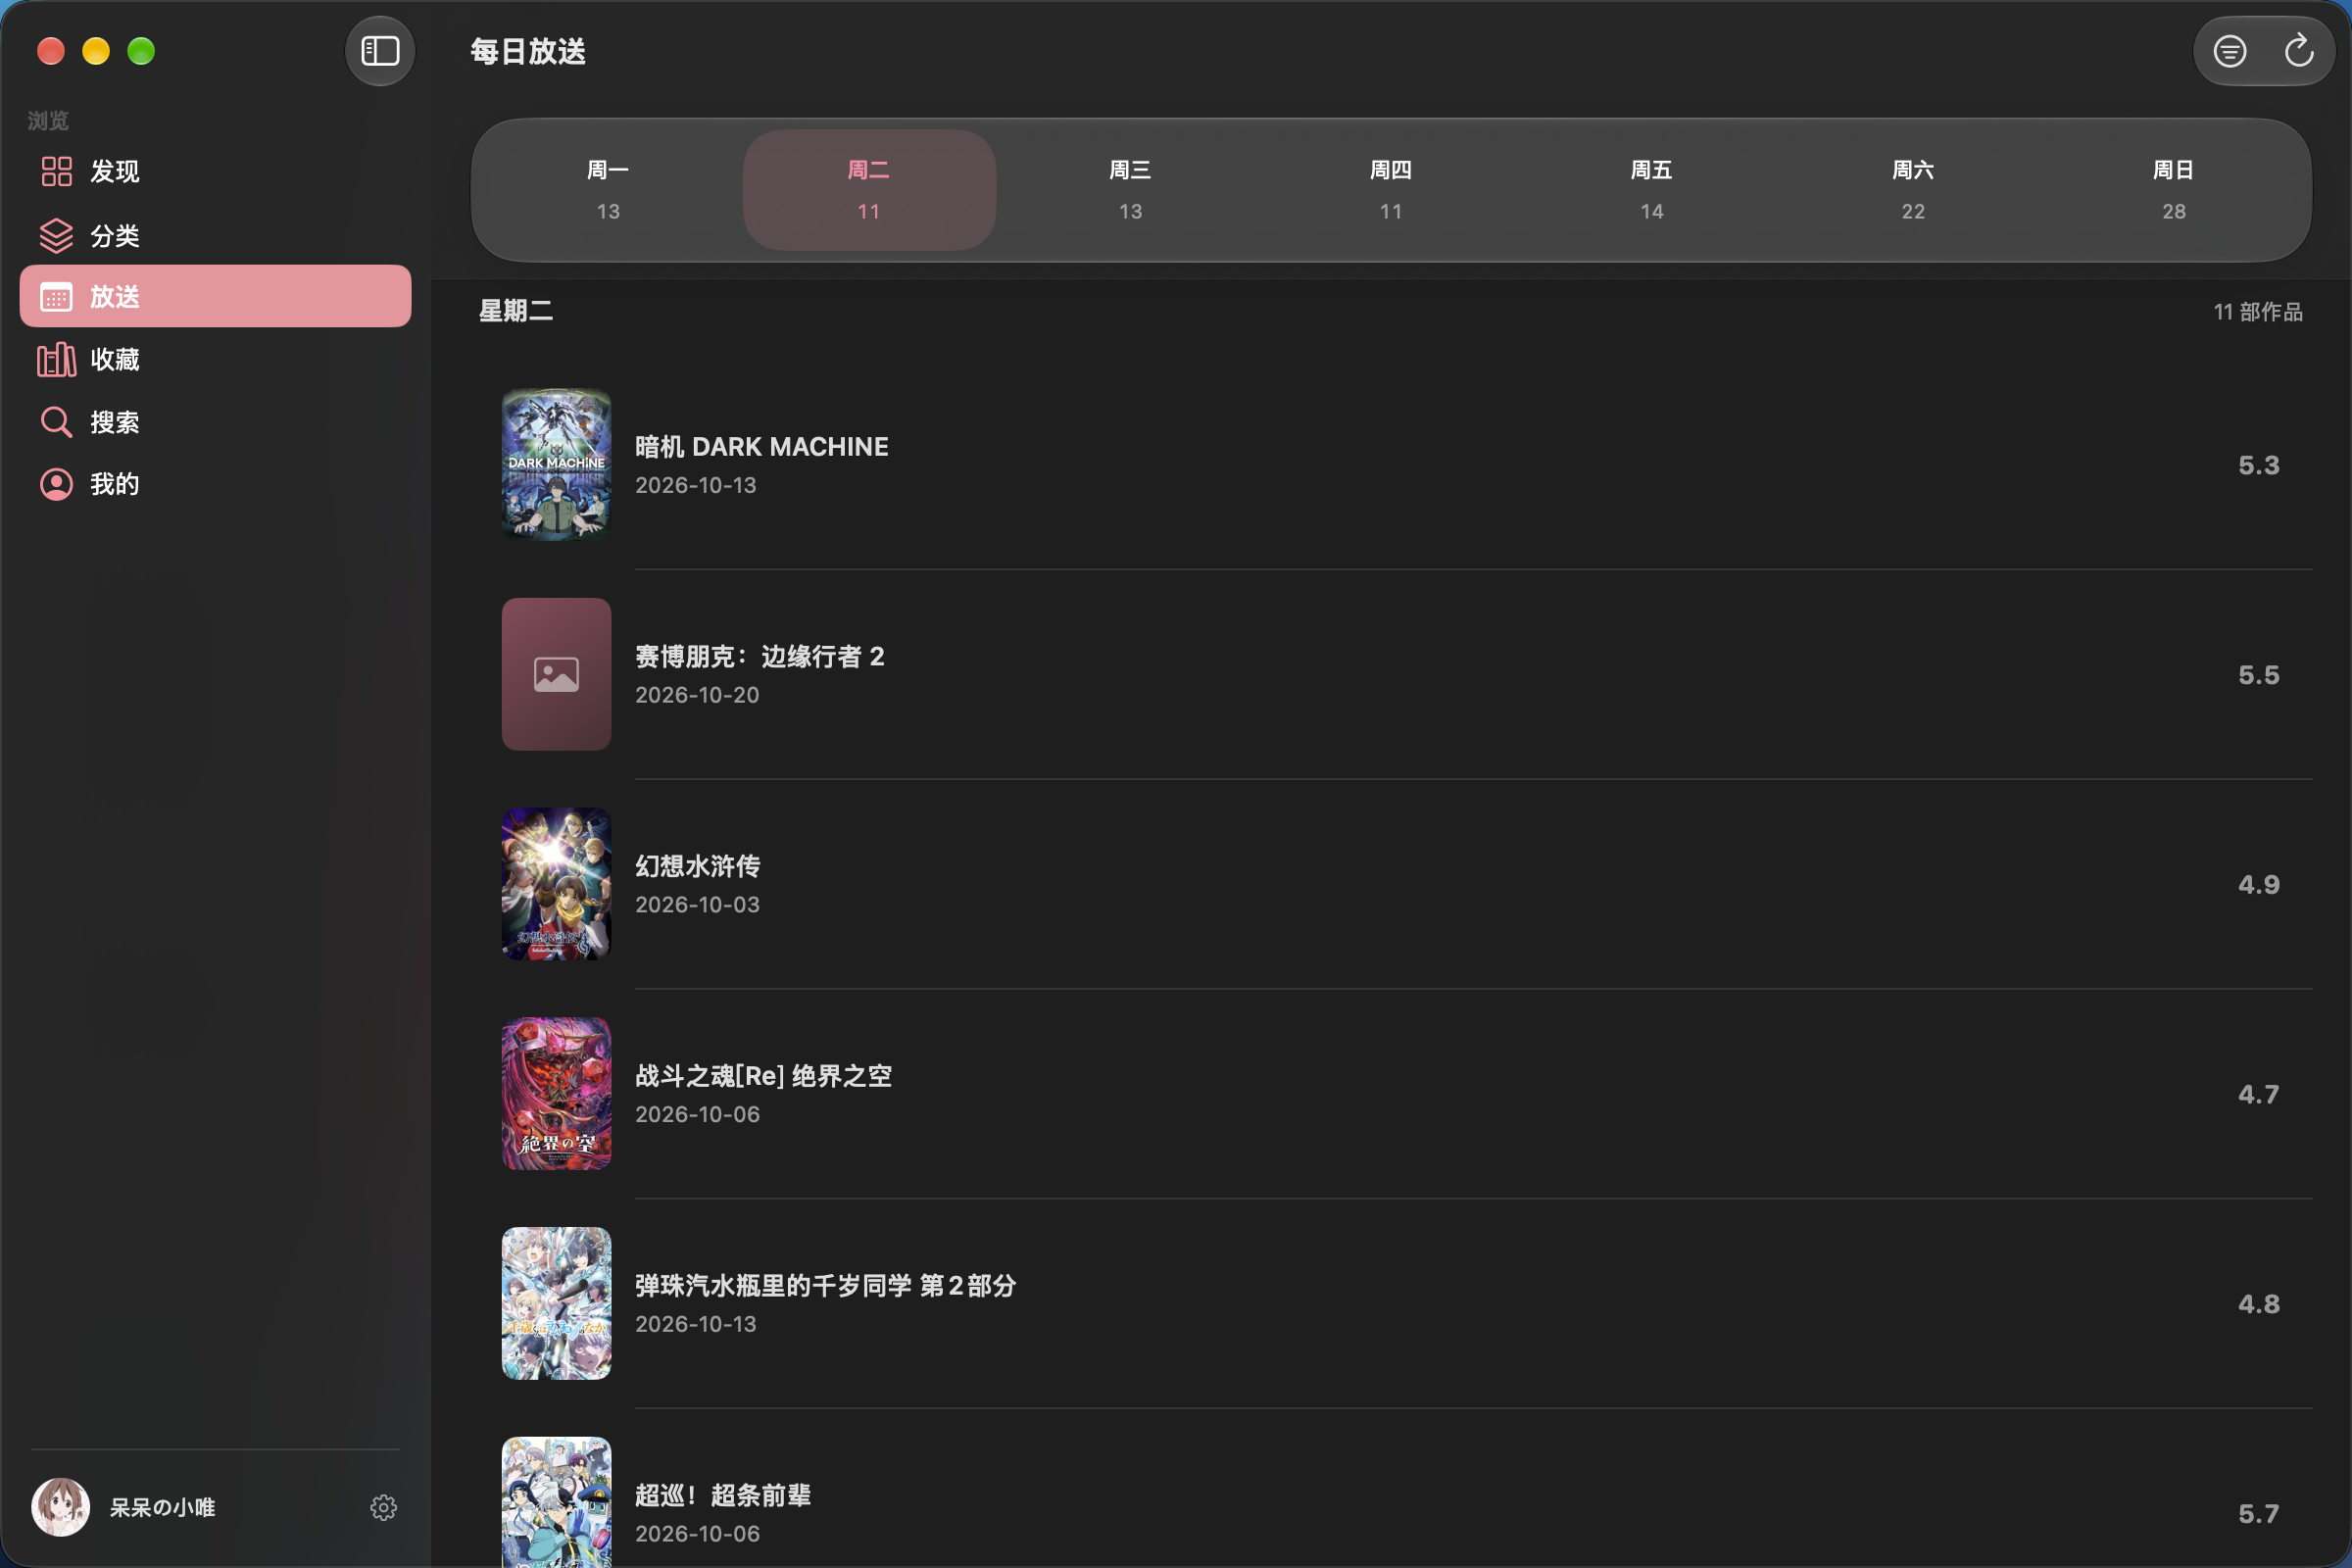 每日放送
浏览
发现
分类
放送
收藏
搜索
我的
周一
13
周二
11
周三
13
周四
11
周五
14
周六
22
周日
28
星期二
11 部作品
DARK MACHINE
暗机 DARK MACHINE
2026-10-13
5.3
赛博朋克：边缘行者 2
2026-10-20
5.5
幻想水滸伝
幻想水浒传
2026-10-03
4.9
絶界の空
战斗之魂[Re] 绝界之空
2026-10-06
4.7
弹珠汽水瓶里的千岁同学 第2部分
2026-10-13
4.8
超巡！超条前辈
2026-10-06
5.7
呆呆の小唯